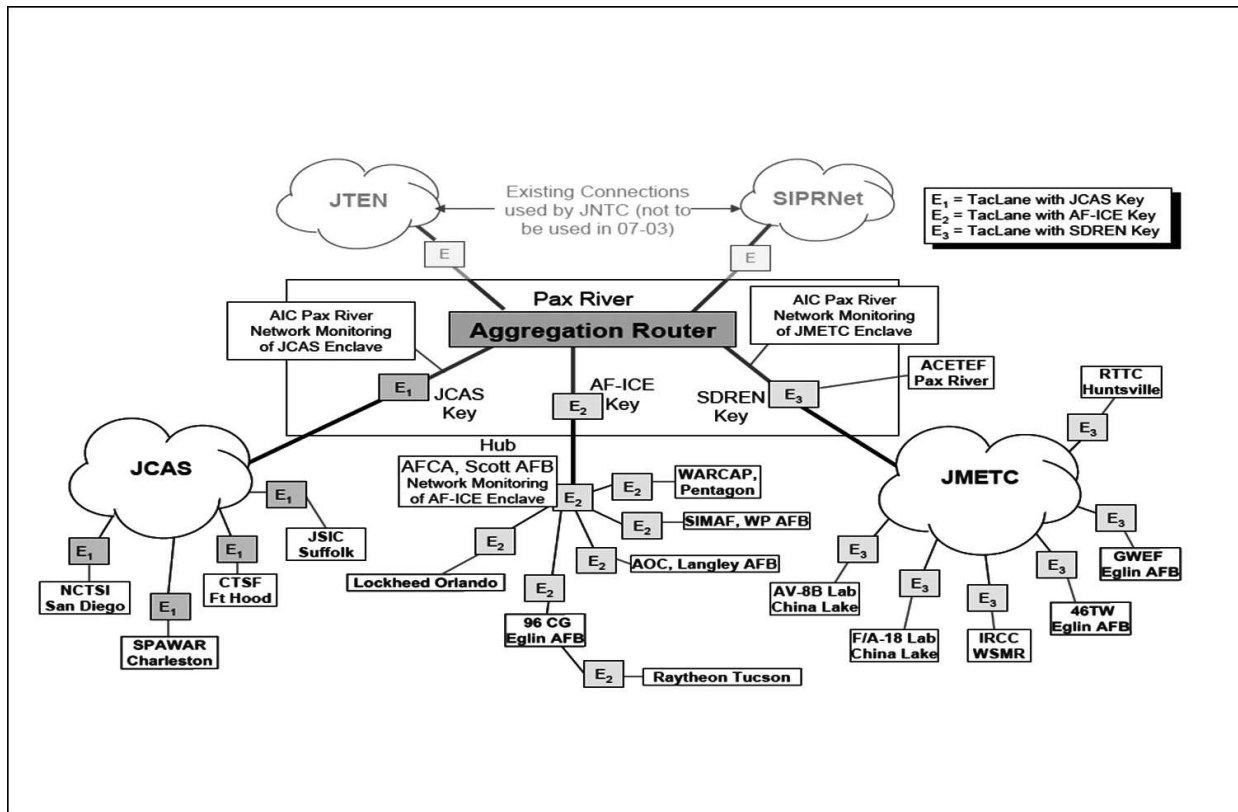 JTEN
Existing Connections
used by JNTC (not to
be used in 07-03)
SIPRNet
E₁ = TacLane with JCAS Key
E₂ = TacLane with AF-ICE Key
E₃ = TacLane with SDREN Key
E
E
Pax River
Aggregation Router
AIC Pax River
Network Monitoring
of JCAS Enclave
AIC Pax River
Network Monitoring
of JMETC Enclave
E₁
JCAS
Key
AF-ICE
Key
E₂
SDREN
Key
E₃
ACETEF
Pax River
RTTC
Huntsville
E₃
JCAS
Hub
AFCA, Scott AFB
Network Monitoring
of AF-ICE Enclave
E₂
E₂
WARCAP,
Pentagon
E₂
SIMAF, WP AFB
E₂
AOC, Langley AFB
E₂
Lockheed Orlando
E₂
96 CG
Eglin AFB
E₂
Raytheon Tucson
E₁
JSIC
Suffolk
E₁
NCTSI
San Diego
E₁
CTSF
Ft Hood
E₁
SPAWAR
Charleston
JMETC
E₃
GWEF
Eglin AFB
E₃
AV-8B Lab
China Lake
E₃
F/A-18 Lab
China Lake
E₃
IRCC
WSMR
E₃
46TW
Eglin AFB